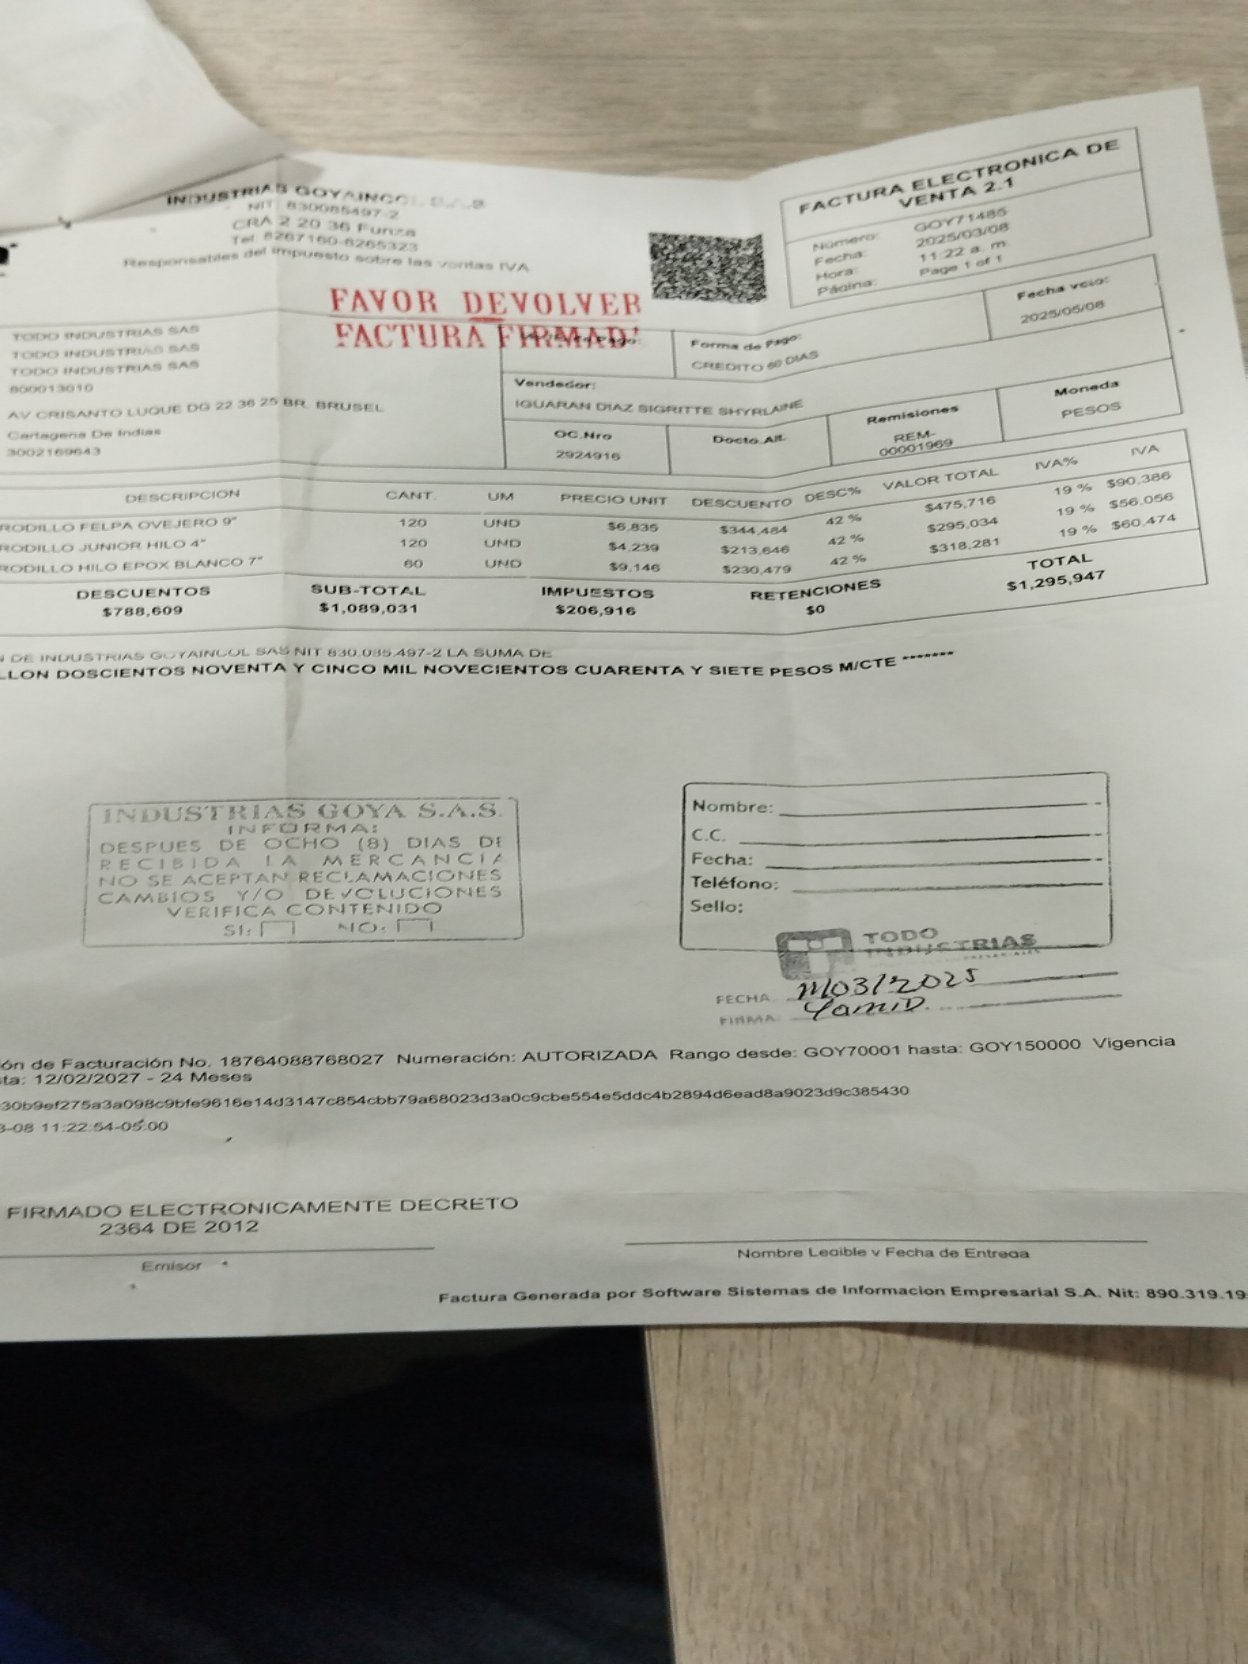 INDUSTRIAS GOYAINCOL S.A.S
NIT 830085497-2
CRA 2 20 36 Funza
Tel. 8267160-8265323
Responsables del impuesto sobre las ventas IVA
FACTURA ELECTRONICA DE
VENTA 2.1
Número: GOY71485
Fecha: 2025/03/08
Hora: 11:22 a. m.
Página: Page 1 of 1
FAVOR DEVOLVER
FACTURA FIRMAD
TODO INDUSTRIAS SAS
TODO INDUSTRIAS SAS
TODO INDUSTRIAS SAS
800013010
AV CRISANTO LUQUE DG 22 36 25 BR. BRUSEL
Cartagena De Indias
3002169643
Forma de Pago:
CREDITO 60 DIAS
Fecha vcto:
2025/05/08
Vendedor:
IGUARAN DIAZ SIGRITTE SHYRLAINE
OC.Nro Docto.Alt. Remisiones Moneda
2924916 REM- PESOS
00001969
DESCRIPCION CANT. UM PRECIO UNIT DESCUENTO DESC% VALOR TOTAL IVA% IVA
RODILLO FELPA OVEJERO 9" 120 UND $6,835 $344,484 42 % $475,716 19 % $90,386
RODILLO JUNIOR HILO 4" 120 UND $4,239 $213,646 42 % $295,034 19 % $56,056
RODILLO HILO EPOX BLANCO 7" 60 UND $9,146 $230,479 42 % $318,281 19 % $60,474
DESCUENTOS SUB-TOTAL IMPUESTOS RETENCIONES TOTAL
$788,609 $1,089,031 $206,916 $0 $1,295,947
N DE INDUSTRIAS GOYAINCOL SAS NIT 830.085.497-2 LA SUMA DE
LLON DOSCIENTOS NOVENTA Y CINCO MIL NOVECIENTOS CUARENTA Y SIETE PESOS M/CTE *******
INDUSTRIAS GOYA S.A.S.
INFORMA:
DESPUES DE OCHO (8) DIAS DE
RECIBIDA LA MERCANCIA
NO SE ACEPTAN RECLAMACIONES
CAMBIOS Y/O DEVOLUCIONES
VERIFICA CONTENIDO
SI: NO:
Nombre:
C.C.
Fecha:
Teléfono:
Sello:
TODO
INDUSTRIAS
FECHA 11/03/2025
FIRMA YamiD.
ión de Facturación No. 18764088768027 Numeración: AUTORIZADA Rango desde: GOY70001 hasta: GOY150000 Vigencia
ta: 12/02/2027 - 24 Meses
30b9ef275a3a098c9bfe9616e14d3147c854cbb79a68023d3a0c9cbe554e5ddc4b2894d6ead8a9023d9c385430
3-08 11:22:54-05:00
FIRMADO ELECTRONICAMENTE DECRETO
2364 DE 2012
Emisor
Nombre Legible y Fecha de Entrega
Factura Generada por Software Sistemas de Informacion Empresarial S.A. Nit: 890.319.19